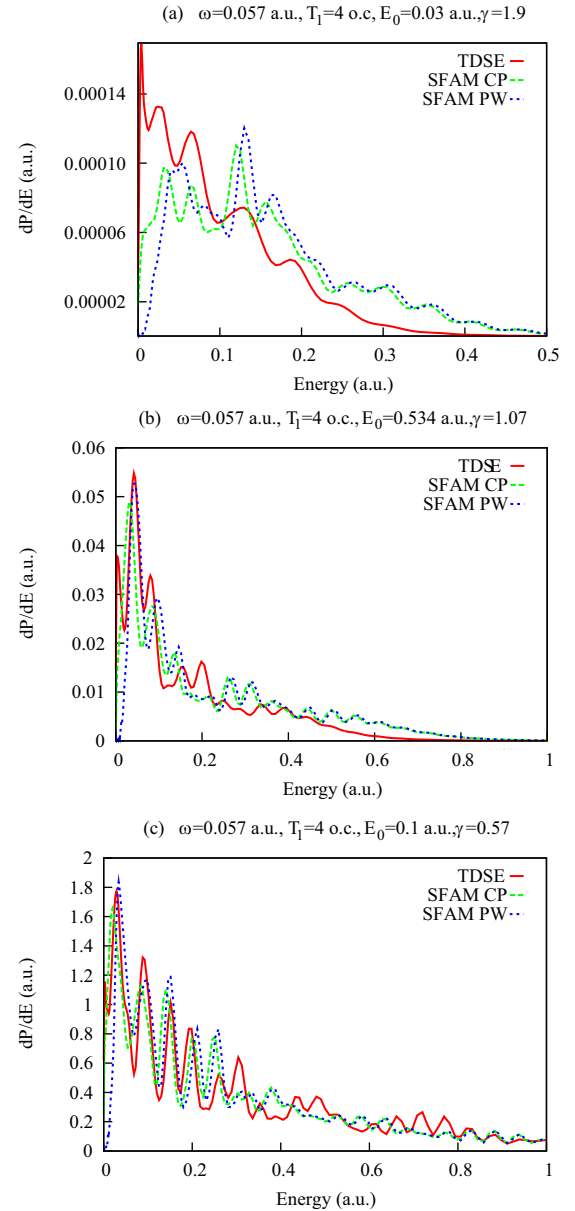 (a) ω=0.057 a.u., T₁=4 o.c, E₀=0.03 a.u.,γ=1.9
TDSE
SFAM CP
SFAM PW
0.00014
0.00010
0.00006
0.00002
dP/dE (a.u.)
0 0.1 0.2 0.3 0.4 0.5
Energy (a.u.)
(b) ω=0.057 a.u., T₁=4 o.c., E₀=0.534 a.u.,γ=1.07
TDSE
SFAM CP
SFAM PW
0.06
0.05
0.04
0.03
0.02
0.01
0
dP/dE (a.u.)
0 0.2 0.4 0.6 0.8 1
Energy (a.u.)
(c) ω=0.057 a.u., T₁=4 o.c., E₀=0.1 a.u.,γ=0.57
TDSE
SFAM CP
SFAM PW
2
1.8
1.6
1.4
1.2
1
0.8
0.6
0.4
0.2
0
dP/dE (a.u.)
0 0.2 0.4 0.6 0.8 1
Energy (a.u.)